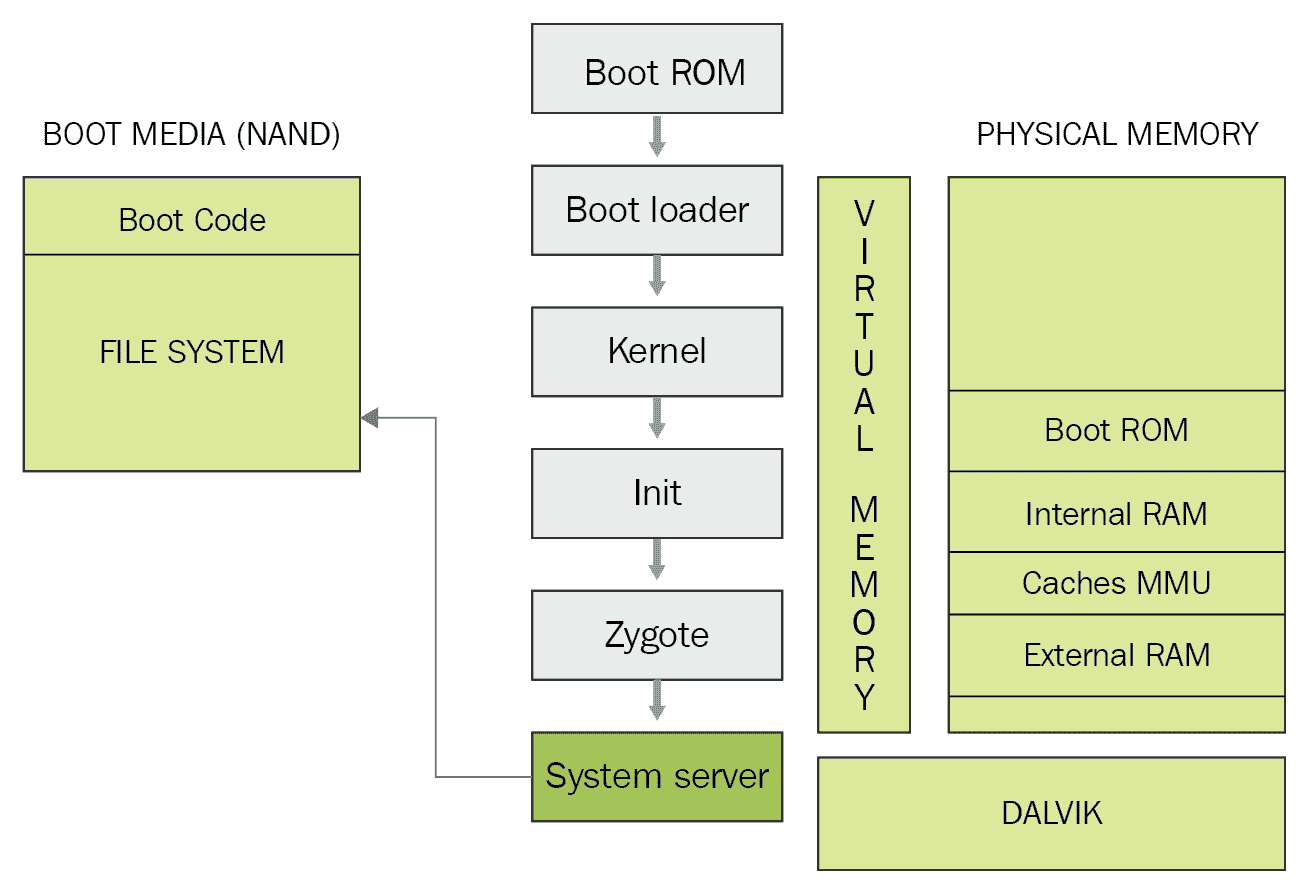 Boot ROM
BOOT MEDIA (NAND)
PHYSICAL MEMORY
Boot Code
FILE SYSTEM
Boot loader
Kernel
Init
Zygote
System server
VIRTUAL MEMORY
Boot ROM
Internal RAM
Caches MMU
External RAM
DALVIK